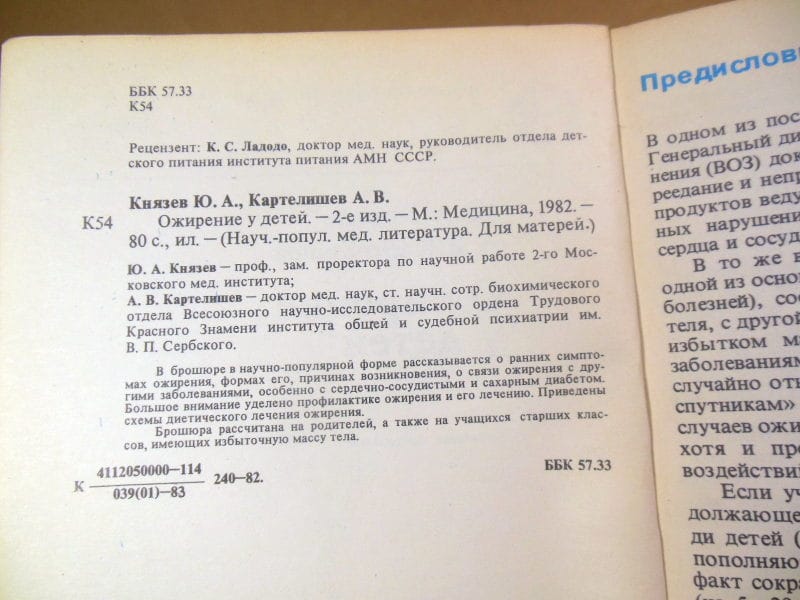 ББК 57.33
К54
Рецензент: К. С. Ладодо, доктор мед. наук, руководитель отдела дет-
ского питания института питания АМН СССР.
Князев Ю. А., Картелишев А. В.
К54 Ожирение у детей. — 2-е изд. — М.: Медицина, 1982. —
80 с., ил. — (Науч.-попул. мед. литература. Для матерей.)
Ю. А. Князев — проф., зам. проректора по научной работе 2-го Мос-
ковского мед. института;
А. В. Картелишев — доктор мед. наук, ст. научн. сотр. биохимического
отдела Всесоюзного научно-исследовательского ордена Трудового
Красного Знамени института общей и судебной психиатрии им.
В. П. Сербского.
В брошюре в научно-популярной форме рассказывается о ранних симпто-
мах ожирения, формах его, причинах возникновения, о связи ожирения с дру-
гими заболеваниями, особенно с сердечно-сосудистыми и сахарным диабетом.
Большое внимание уделено профилактике ожирения и его лечению. Приведены
схемы диетического лечения ожирения.
Брошюра рассчитана на родителей, а также на учащихся старших клас-
сов, имеющих избыточную массу тела.
К 4112050000—114
039(01)—83 240—82.
ББК 57.33
Предислов
В одном из пос
Генеральный ди
нения (ВОЗ) док
реедание и непр
продуктов веду
ных нарушени
сердца и сосуд
В то же в
одной из основ
болезней), сос
теля, с другой
избытком ма
заболеваниям
случайно отн
спутникам»
случаев ожи
хотя и пр
воздействи
Если уч
должающе
ди детей (
пополняю
факт сокра